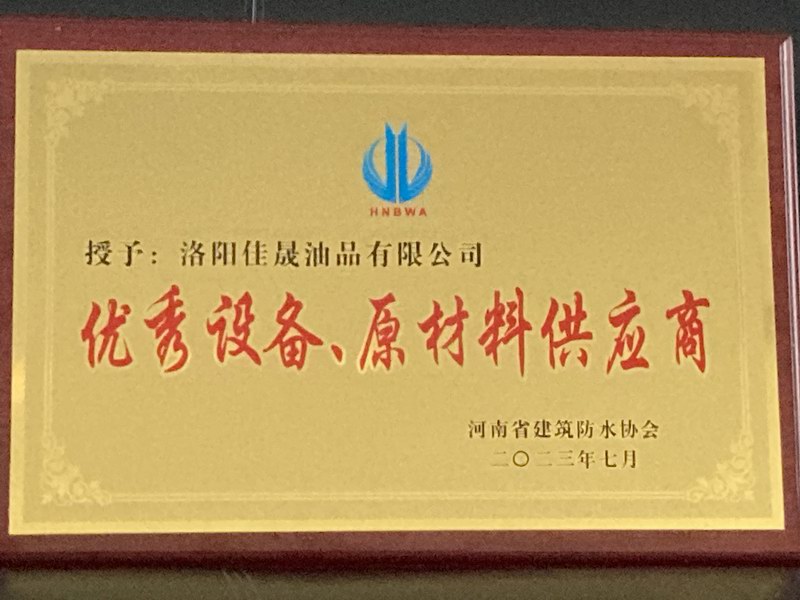 HNBWA
授予：洛阳佳晟油品有限公司
优秀设备、原材料供应商
河南省建筑防水协会
二〇二三年七月